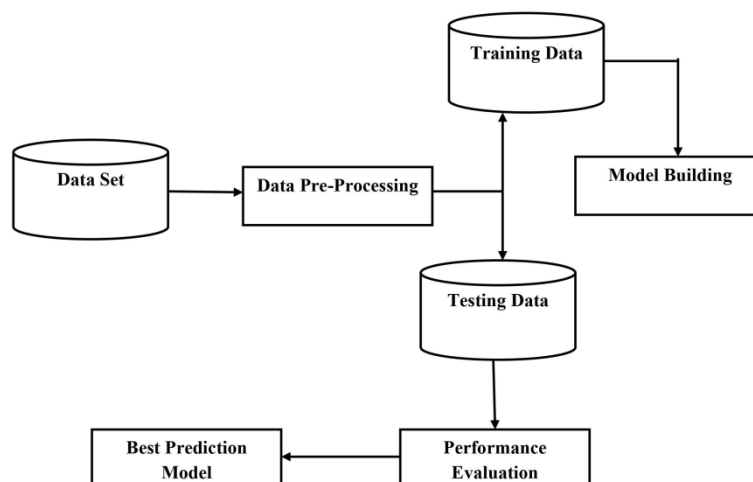 Training Data
Data Set
Data Pre-Processing
Model Building
Testing Data
Best Prediction
Model
Performance
Evaluation